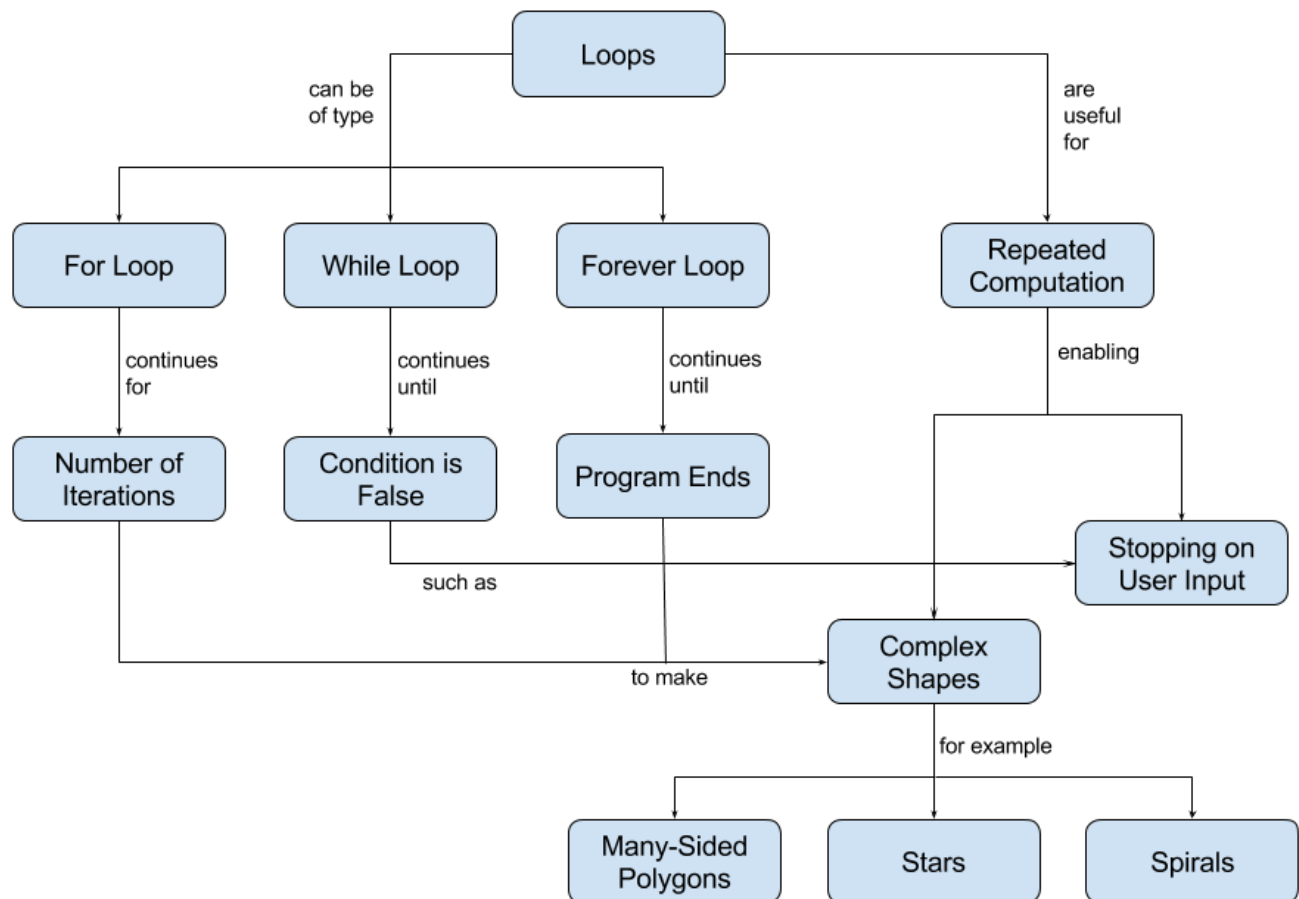 Loops
can be
of type
are
useful
for
For Loop
While Loop
Forever Loop
Repeated
Computation
continues
for
continues
until
continues
until
enabling
Number of
Iterations
Condition is
False
Program Ends
Stopping on
User Input
such as
Complex
Shapes
to make
for example
Many-Sided
Polygons
Stars
Spirals